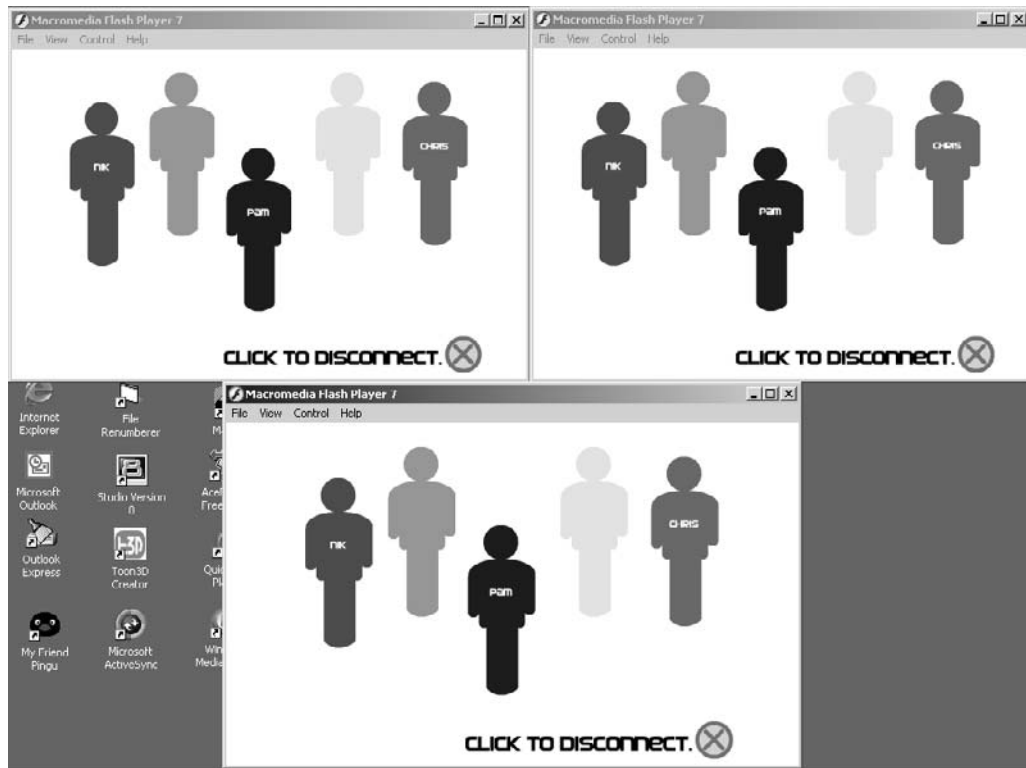 Macromedia Flash Player 7
File View Control Help
NIK
PAM
CHRIS
CLICK TO DISCONNECT.
Macromedia Flash Player 7
File View Control Help
NIK
PAM
CHRIS
CLICK TO DISCONNECT.
Internet
Explorer
File
Renumberer
Microsoft
Outlook
Studio Version
Outlook
Express
Toon3D
Creator
My Friend
Pingu
Microsoft
ActiveSync
Macromedia Flash Player 7
File View Control Help
NIK
PAM
CHRIS
CLICK TO DISCONNECT.